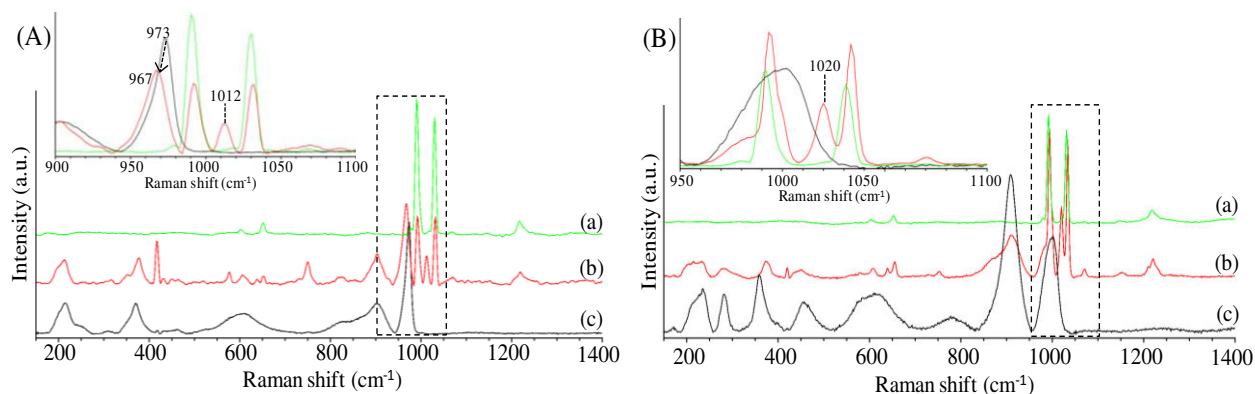 (A)
973
967
1012
900 950 1000 1050 1100
Raman shift (cm⁻¹)
Intensity (a.u.)
(a)
(b)
(c)
200 400 600 800 1000 1200 1400
Raman shift (cm⁻¹)
(B)
1020
950 1000 1050 1100
Raman shift (cm⁻¹)
Intensity (a.u.)
(a)
(b)
(c)
200 400 600 800 1000 1200 1400
Raman shift (cm⁻¹)